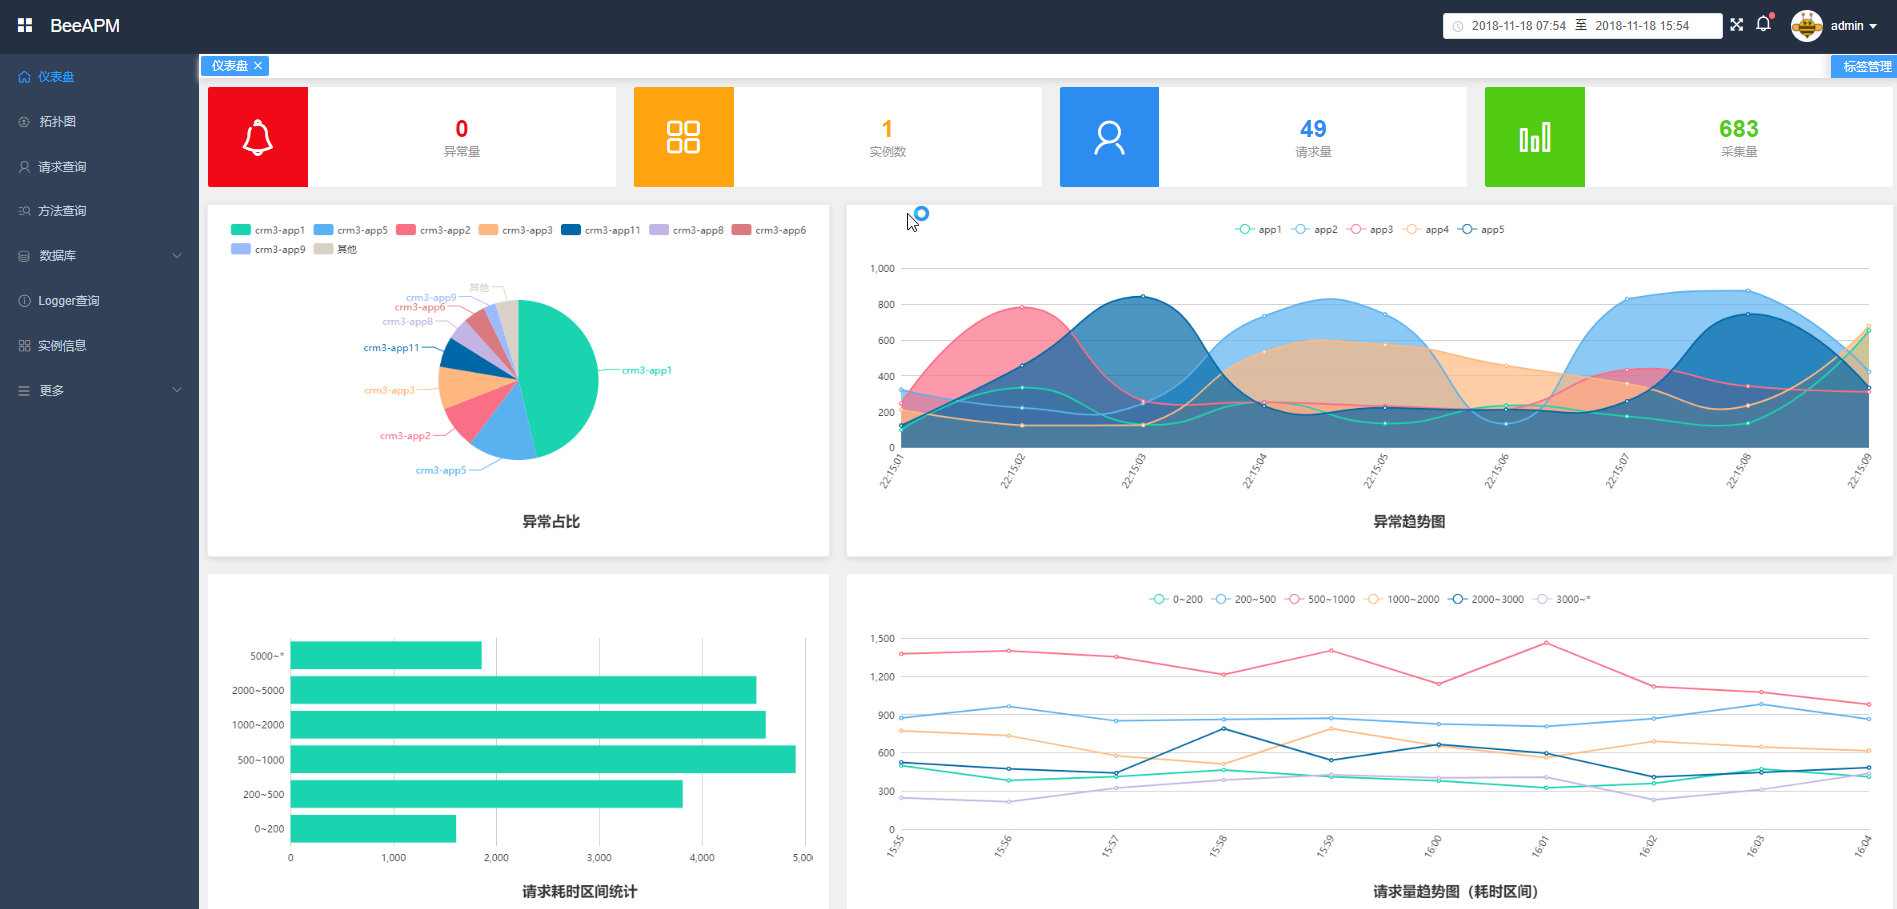 BeeAPM
2018-11-18 07:54 至 2018-11-18 15:54
admin
仪表盘
拓扑图
请求查询
方法查询
数据库
Logger查询
实例信息
更多
仪表盘
标签管理
0
异常量
1
实例数
49
请求量
683
采集量
crm3-app1 crm3-app5 crm3-app2 crm3-app3 crm3-app11 crm3-app8 crm3-app6
crm3-app9 其他
其他
crm3-app9
crm3-app6
crm3-app8
crm3-app11
crm3-app3
crm3-app2
crm3-app5
crm3-app1
异常占比
app1 app2 app3 app4 app5
1,000
800
600
400
200
0
22:15:01 22:15:02 22:15:03 22:15:04 22:15:05 22:15:06 22:15:07 22:15:08 22:15:09
异常趋势图
5000~*
2000~5000
1000~2000
500~1000
200~500
0~200
0 1,000 2,000 3,000 4,000 5,00
请求耗时区间统计
0~200 200~500 500~1000 1000~2000 2000~3000 3000~*
1,500
1,200
900
600
300
0
15:55 15:56 15:57 15:58 15:59 16:00 16:01 16:02 16:03 16:04
请求量趋势图（耗时区间）